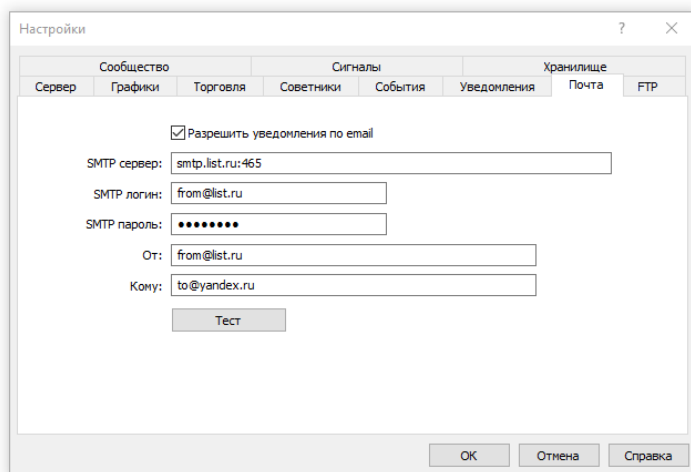 Настройки
?
Сообщество Сигналы Хранилище
Сервер Графики Торговля Советники События Уведомления Почта FTP
Разрешить уведомления по email
SMTP сервер: smtp.list.ru:465
SMTP логин: from@list.ru
SMTP пароль: ●●●●●●●●
От: from@list.ru
Кому: to@yandex.ru
Тест
OK Отмена Справка